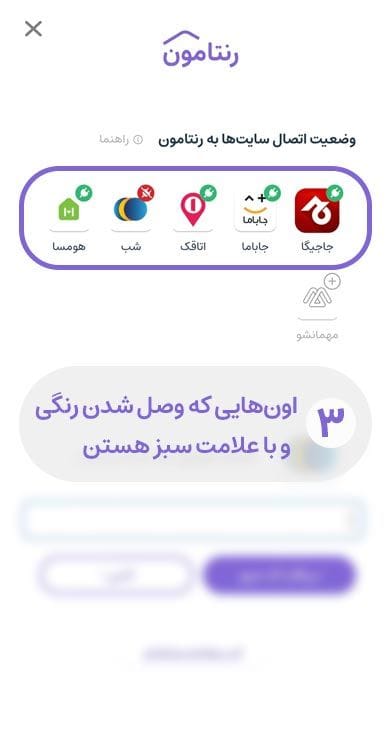 رنتامون
وضعیت اتصال سایت‌ها به رنتامون راهنما
جاباما
جاجیگا جاباما اتاقک شب هومسا
مهمانشو
۳
اون‌هایی که وصل شدن رنگی
و با علامت سبز هستن